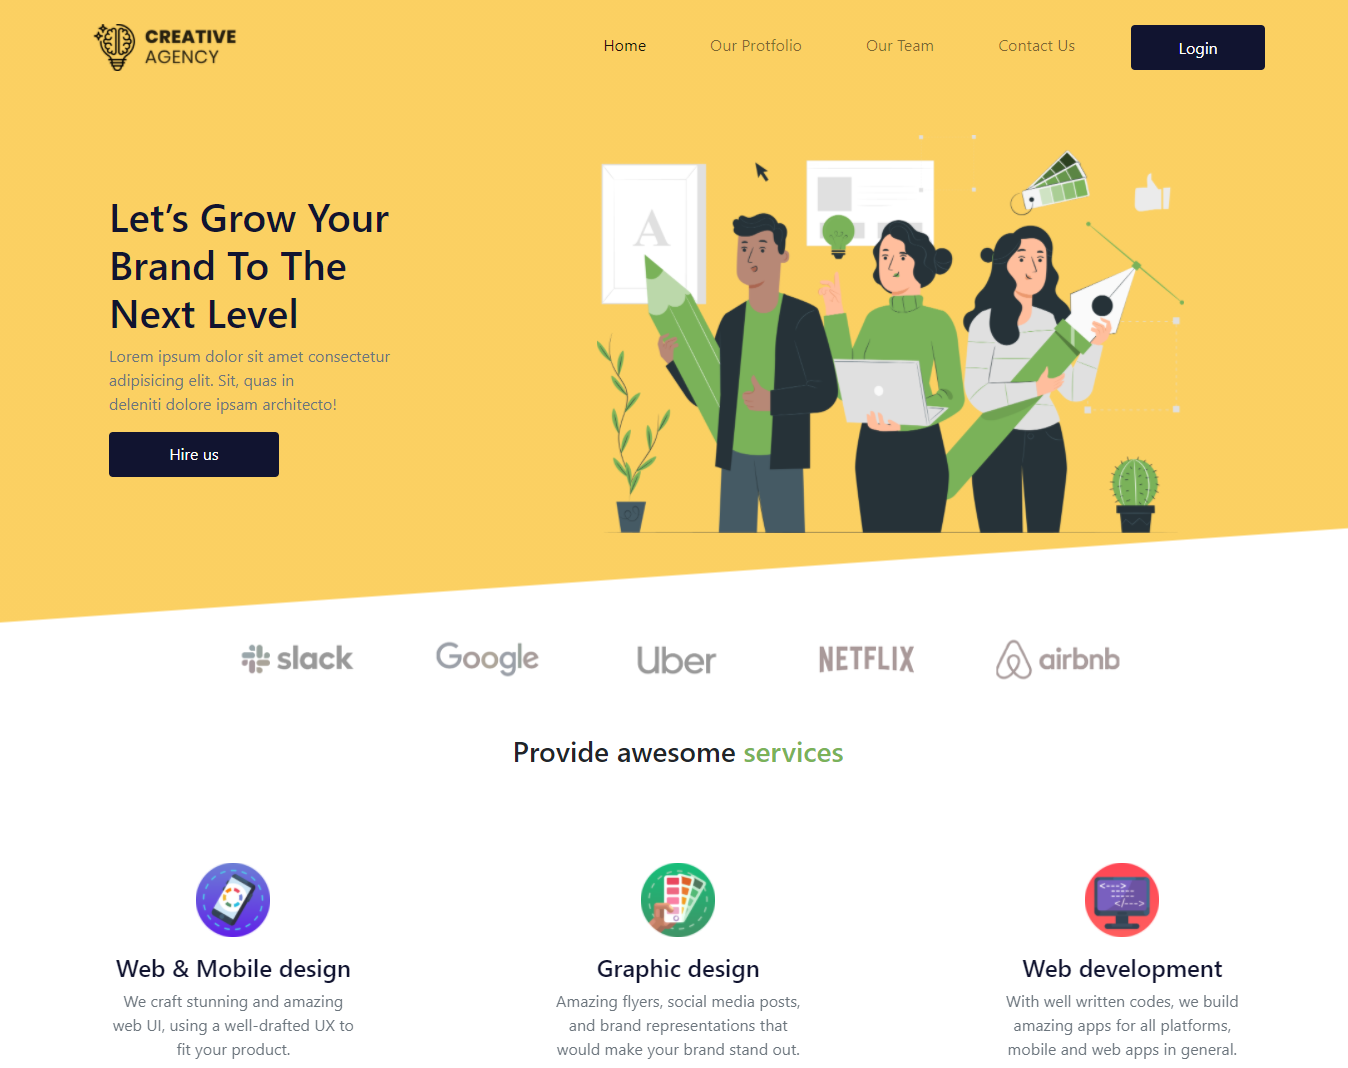 CREATIVE
AGENCY
Home
Our Protfolio
Our Team
Contact Us
Login
A
Let’s Grow Your
Brand To The
Next Level
Lorem ipsum dolor sit amet consectetur
adipisicing elit. Sit, quas in
deleniti dolore ipsam architecto!
Hire us
slack
Google
Uber
NETFLIX
airbnb
Provide awesome services
<--->
</--->
Web & Mobile design
We craft stunning and amazing
web UI, using a well-drafted UX to
fit your product.
Graphic design
Amazing flyers, social media posts,
and brand representations that
would make your brand stand out.
Web development
With well written codes, we build
amazing apps for all platforms,
mobile and web apps in general.